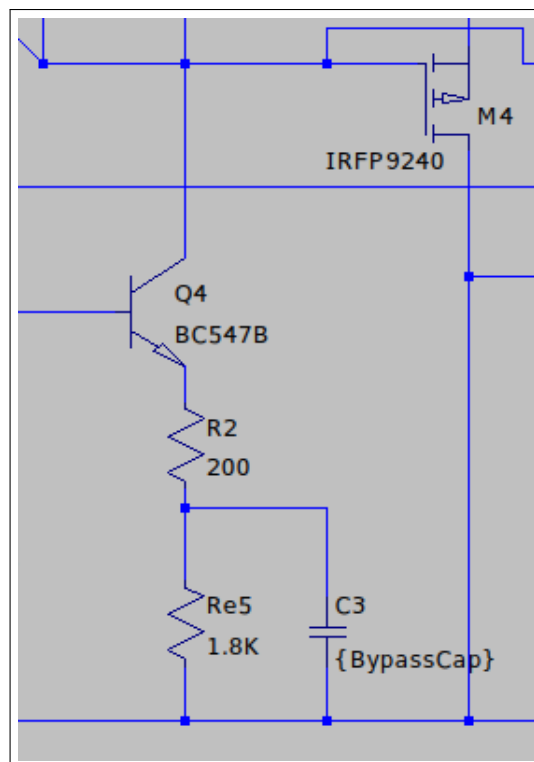 M4
IRFP9240
Q4
BC547B
R2
200
Re5
1.8K
C3
{BypassCap}